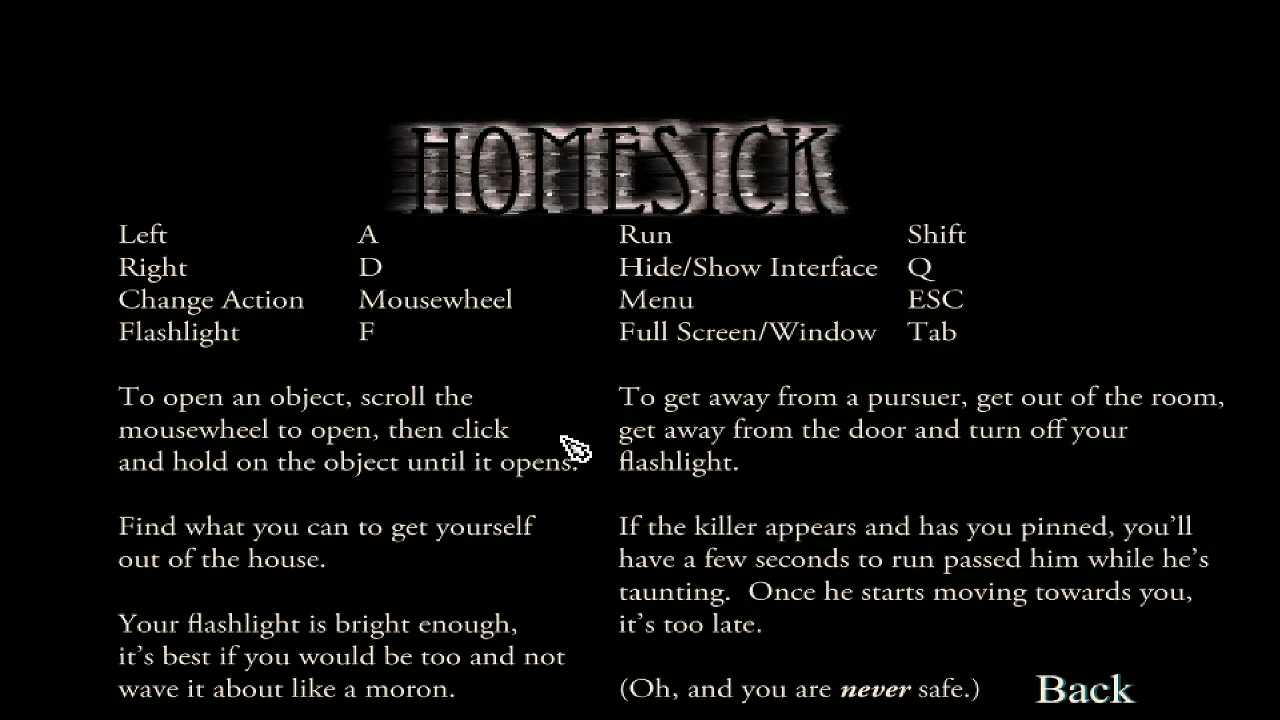 HOMESICK
Left A Run Shift
Right D Hide/Show Interface Q
Change Action Mousewheel Menu ESC
Flashlight F Full Screen/Window Tab
To open an object, scroll the
mousewheel to open, then click
and hold on the object until it opens.
Find what you can to get yourself
out of the house.
Your flashlight is bright enough,
it's best if you would be too and not
wave it about like a moron.
To get away from a pursuer, get out of the room,
get away from the door and turn off your
flashlight.
If the killer appears and has you pinned, you'll
have a few seconds to run passed him while he's
taunting.  Once he starts moving towards you,
it's too late.
(Oh, and you are never safe.)
Back